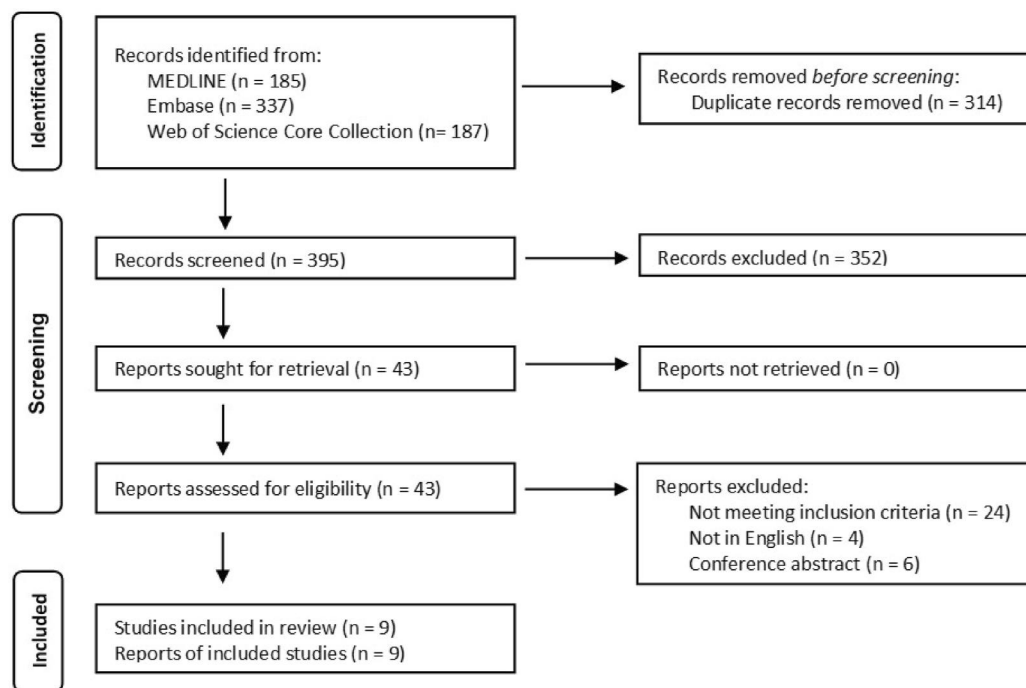 Identification
Records identified from:
MEDLINE (n = 185)
Embase (n = 337)
Web of Science Core Collection (n= 187)
Records removed before screening:
Duplicate records removed (n = 314)
Screening
Records screened (n = 395)
Records excluded (n = 352)
Reports sought for retrieval (n = 43)
Reports not retrieved (n = 0)
Reports assessed for eligibility (n = 43)
Reports excluded:
Not meeting inclusion criteria (n = 24)
Not in English (n = 4)
Conference abstract (n = 6)
Included
Studies included in review (n = 9)
Reports of included studies (n = 9)